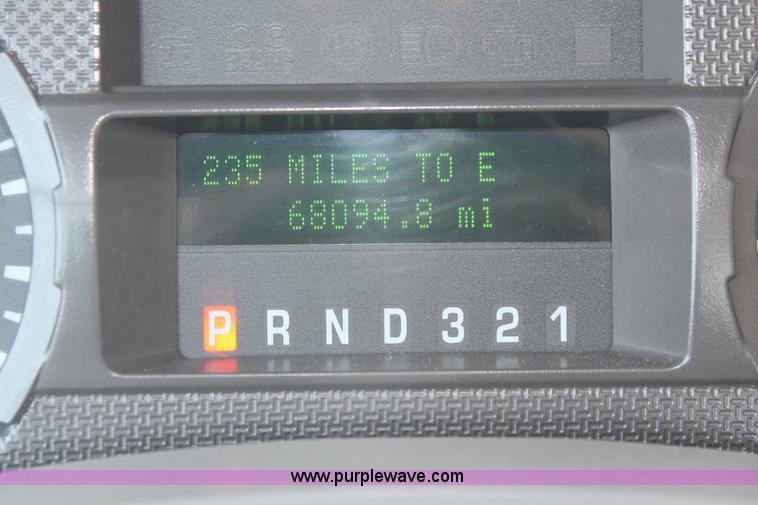 235 MILES TO E
68094.8 mi
P R N D 3 2 1
www.purplewave.com